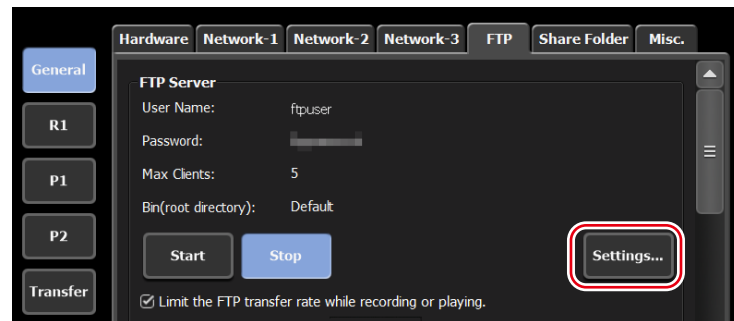 Hardware Network-1 Network-2 Network-3 FTP Share Folder Misc.
General
R1
P1
P2
Transfer
FTP Server
User Name: ftpuser
Password:
Max Clients: 5
Bin(root directory): Default
Start Stop Settings...
Limit the FTP transfer rate while recording or playing.